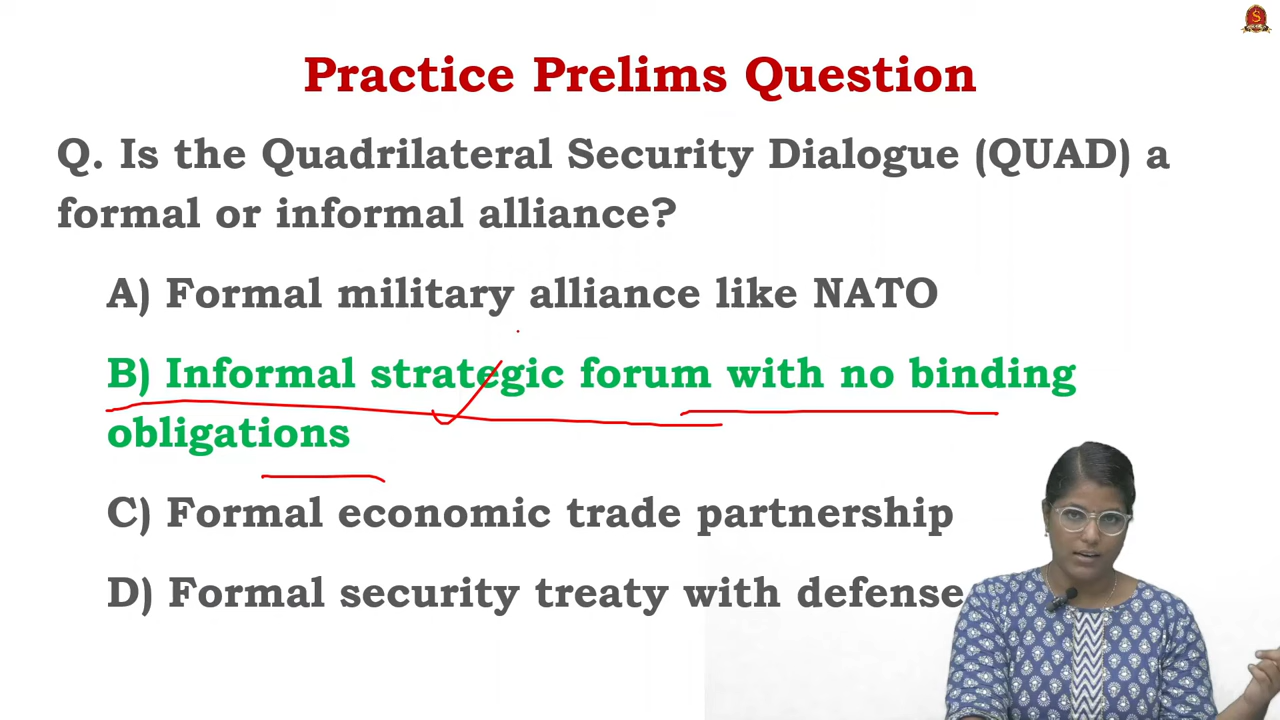 Practice Prelims Question
Q. Is the Quadrilateral Security Dialogue (QUAD) a
formal or informal alliance?
A) Formal military alliance like NATO
B) Informal strategic forum with no binding
obligations
C) Formal economic trade partnership
D) Formal security treaty with defense